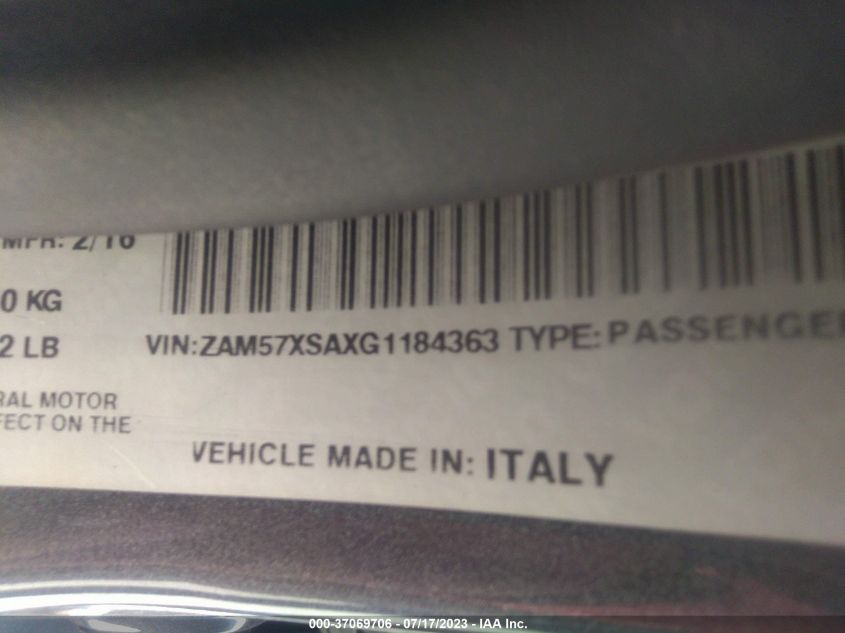 MFR: 2/16
0 KG
2 LB
VIN:ZAM57XSAXG1184363 TYPE: PASSENGER
RAL MOTOR
FECT ON THE
VEHICLE MADE IN: ITALY
000-37069706 - 07/17/2023 - IAA Inc.